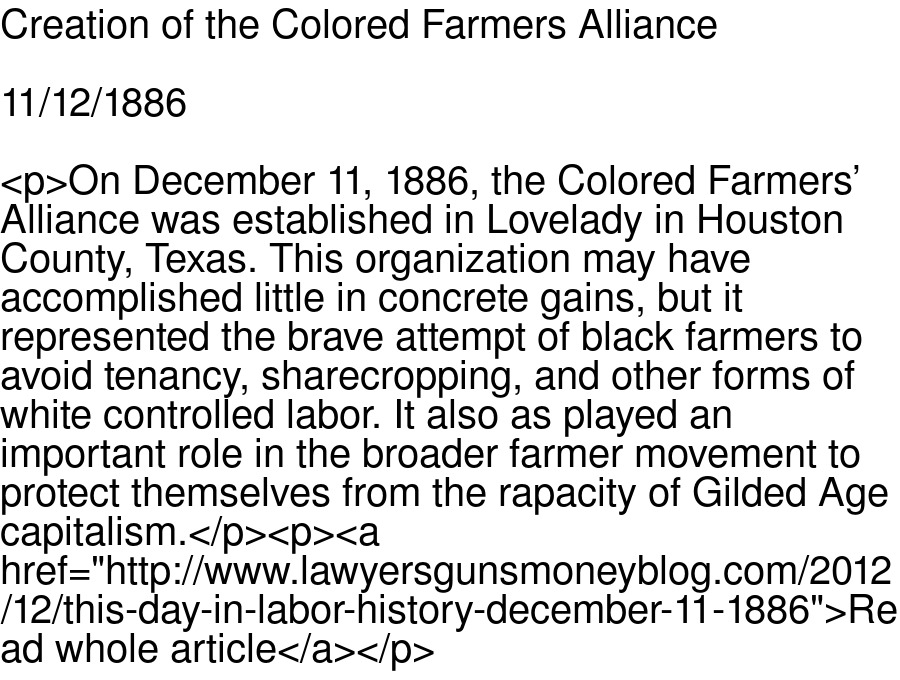 Creation of the Colored Farmers Alliance
11/12/1886
<p>On December 11, 1886, the Colored Farmers’
Alliance was established in Lovelady in Houston
County, Texas. This organization may have
accomplished little in concrete gains, but it
represented the brave attempt of black farmers to
avoid tenancy, sharecropping, and other forms of
white controlled labor. It also as played an
important role in the broader farmer movement to
protect themselves from the rapacity of Gilded Age
capitalism.</p><p><a
href="http://www.lawyersgunsmoneyblog.com/2012
/12/this-day-in-labor-history-december-11-1886">Re
ad whole article</a></p>